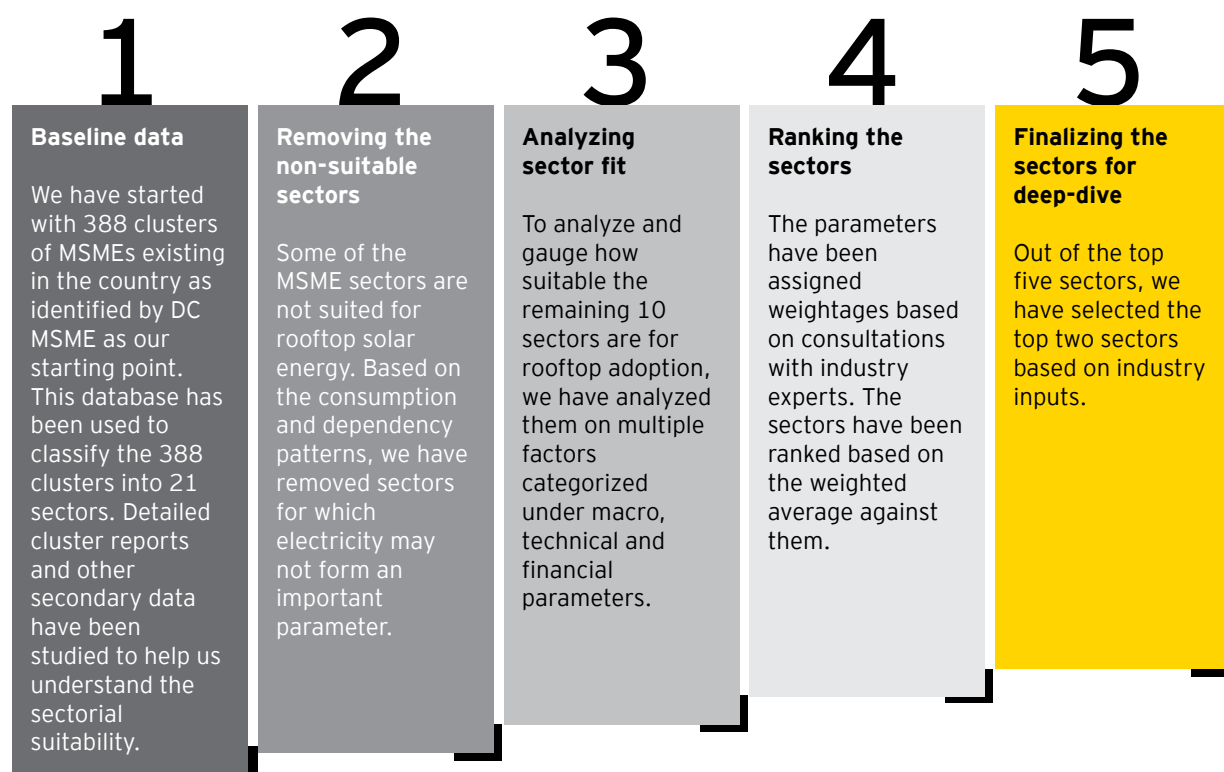 1
Baseline data
We have started
with 388 clusters
of MSMEs existing
in the country as
identified by DC
MSME as our
starting point.
This database has
been used to
classify the 388
clusters into 21
sectors. Detailed
cluster reports
and other
secondary data
have been
studied to help us
understand the
sectorial
suitability.
2
Removing the
non-suitable
sectors
Some of the
MSME sectors are
not suited for
rooftop solar
energy. Based on
the consumption
and dependency
patterns, we have
removed sectors
for which
electricity may
not form an
important
parameter.
3
Analyzing
sector fit
To analyze and
gauge how
suitable the
remaining 10
sectors are for
rooftop adoption,
we have analyzed
them on multiple
factors
categorized
under macro,
technical and
financial
parameters.
4
Ranking the
sectors
The parameters
have been
assigned
weightages based
on consultations
with industry
experts. The
sectors have been
ranked based on
the weighted
average against
them.
5
Finalizing the
sectors for
deep-dive
Out of the top
five sectors, we
have selected the
top two sectors
based on industry
inputs.